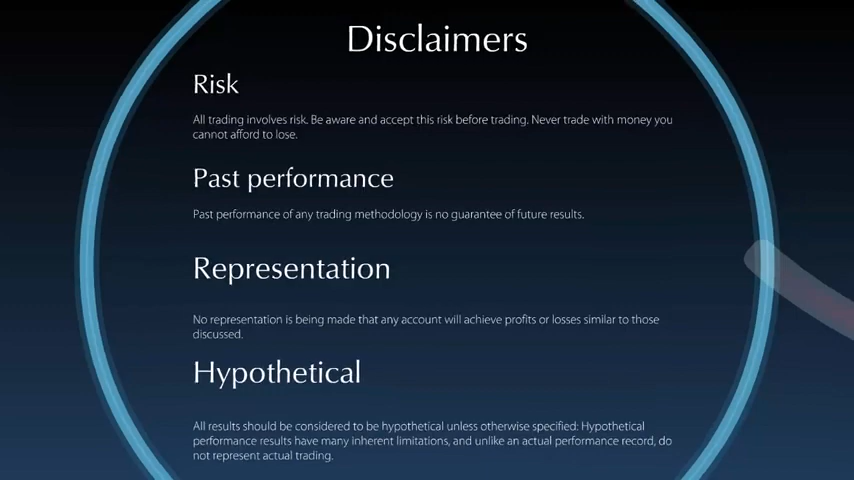 Disclaimers
Risk
All trading involves risk. Be aware and accept this risk before trading. Never trade with money you
cannot afford to lose.
Past performance
Past performance of any trading methodology is no guarantee of future results.
Representation
No representation is being made that any account will achieve profits or losses similar to those
discussed.
Hypothetical
All results should be considered to be hypothetical unless otherwise specified: Hypothetical
performance results have many inherent limitations, and unlike an actual performance record, do
not represent actual trading.